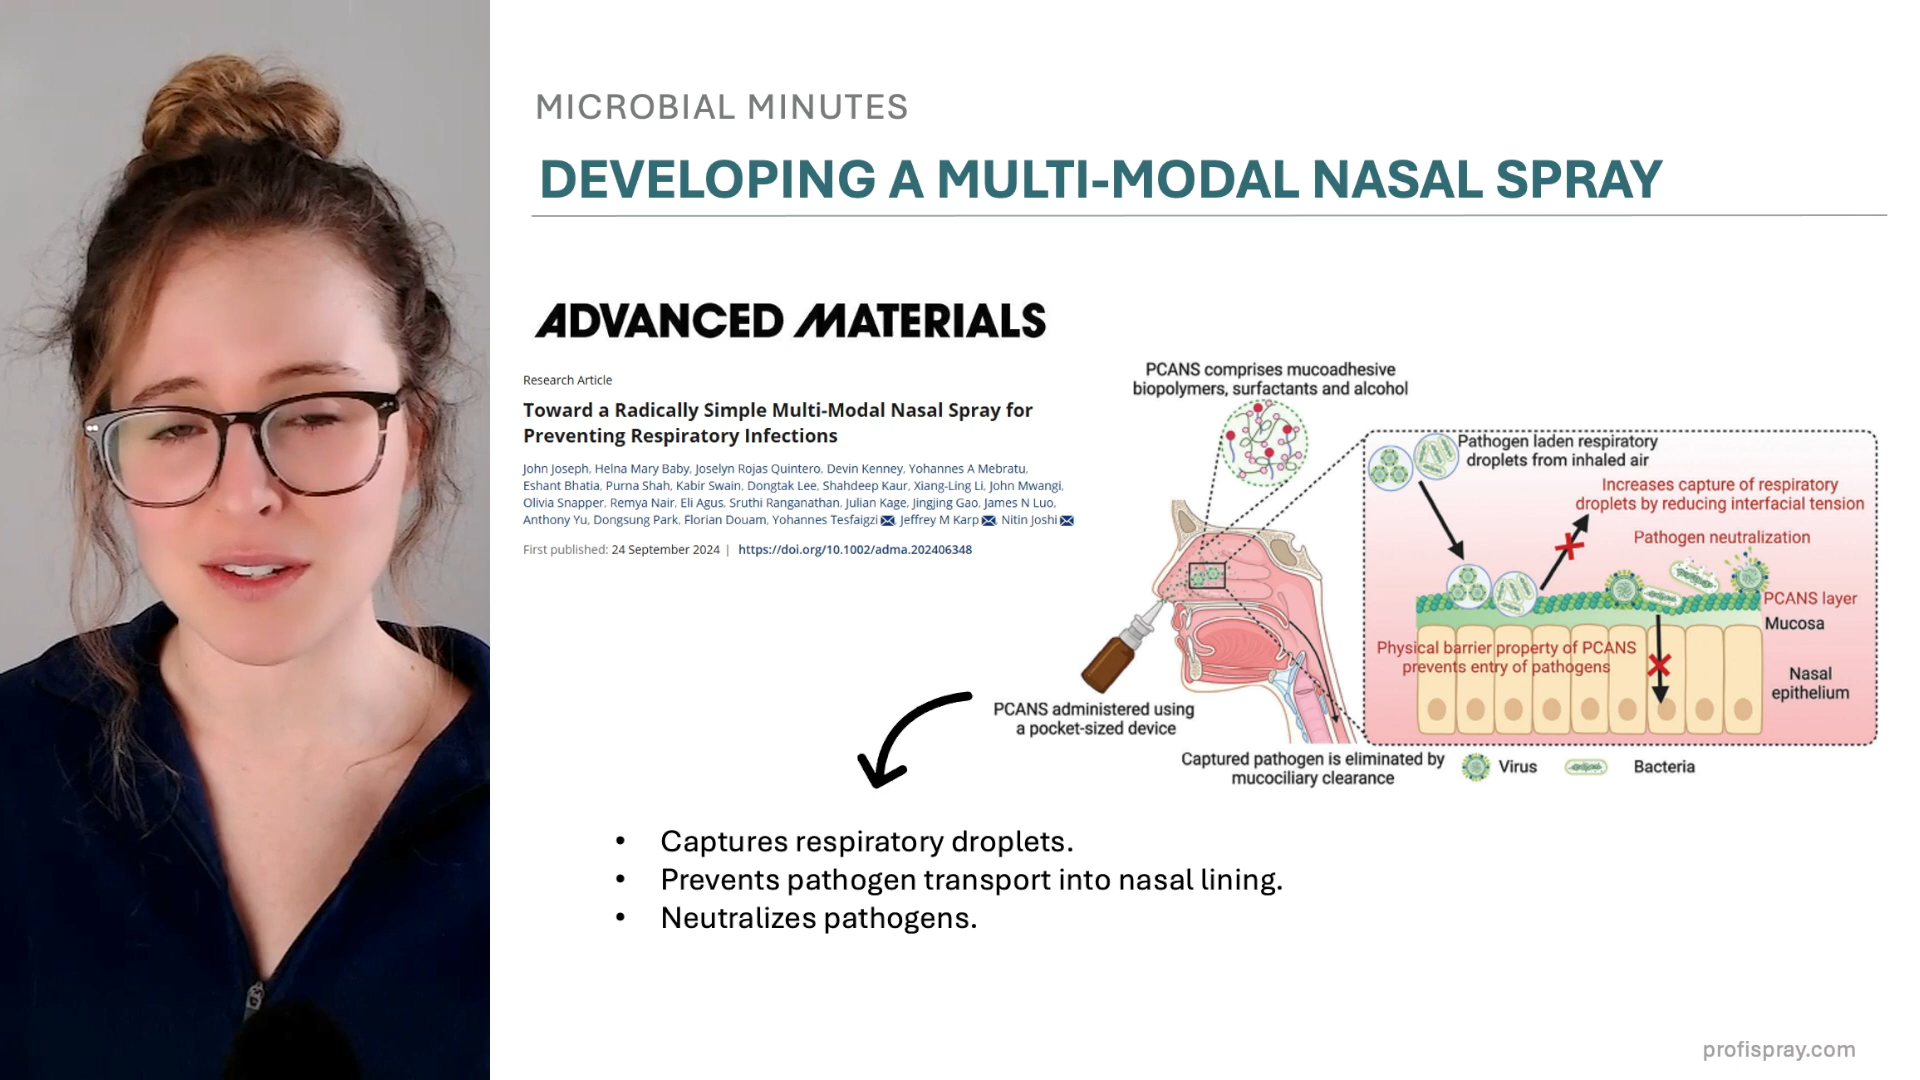 MICROBIAL MINUTES
DEVELOPING A MULTI-MODAL NASAL SPRAY
ADVANCED MATERIALS
Research Article
Toward a Radically Simple Multi-Modal Nasal Spray for
Preventing Respiratory Infections
John Joseph, Helna Mary Baby, Joselyn Rojas Quintero, Devin Kenney, Yohannes A Mebratu,
Eshant Bhatia, Purna Shah, Kabir Swain, Dongtak Lee, Shahdeep Kaur, Xiang-Ling Li, John Mwangi,
Olivia Snapper, Remya Nair, Eli Agus, Sruthi Ranganathan, Julian Kage, Jingjing Gao, James N Luo,
Anthony Yu, Dongsung Park, Florian Douam, Yohannes Tesfaigzi, Jeffrey M Karp, Nitin Joshi
First published: 24 September 2024 | https://doi.org/10.1002/adma.202406348
PCANS comprises mucoadhesive
biopolymers, surfactants and alcohol
Pathogen laden respiratory
droplets from inhaled air
Increases capture of respiratory
droplets by reducing interfacial tension
Pathogen neutralization
PCANS layer
Mucosa
Physical barrier property of PCANS
prevents entry of pathogens
Nasal
epithelium
PCANS administered using
a pocket-sized device
Captured pathogen is eliminated by
mucociliary clearance
Virus
Bacteria
• Captures respiratory droplets.
• Prevents pathogen transport into nasal lining.
• Neutralizes pathogens.
profispray.com